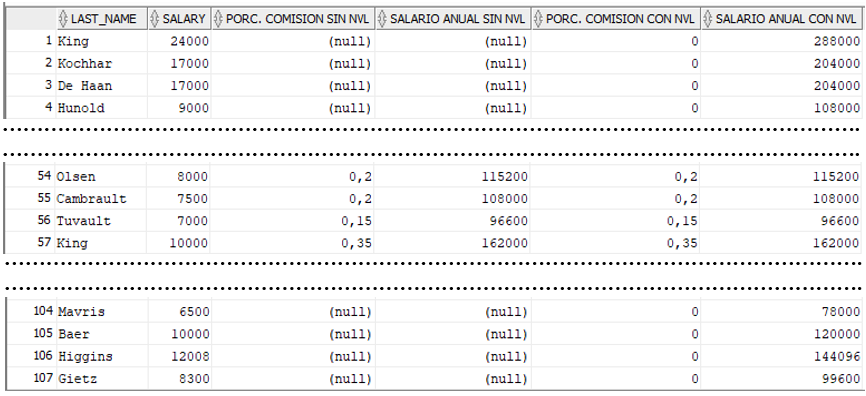 LAST_NAME SALARY PORC. COMISION SIN NVL SALARIO ANUAL SIN NVL PORC. COMISION CON NVL SALARIO ANUAL CON NVL
1 King 24000 (null) (null) 0 288000
2 Kochhar 17000 (null) (null) 0 204000
3 De Haan 17000 (null) (null) 0 204000
4 Hunold 9000 (null) (null) 0 108000
54 Olsen 8000 0,2 115200 0,2 115200
55 Cambrault 7500 0,2 108000 0,2 108000
56 Tuvault 7000 0,15 96600 0,15 96600
57 King 10000 0,35 162000 0,35 162000
104 Mavris 6500 (null) (null) 0 78000
105 Baer 10000 (null) (null) 0 120000
106 Higgins 12008 (null) (null) 0 144096
107 Gietz 8300 (null) (null) 0 99600